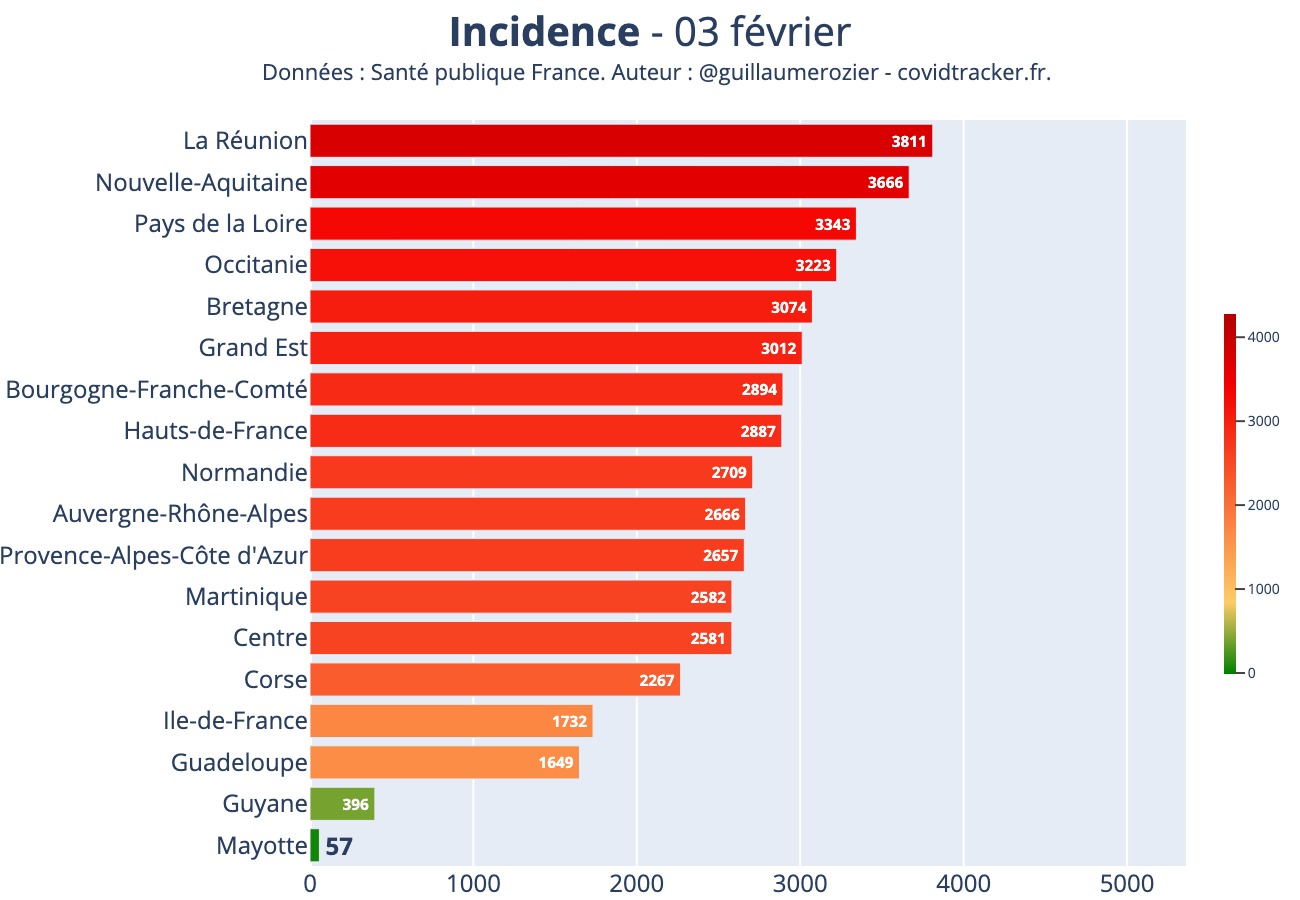 Incidence - 03 février
Données : Santé publique France. Auteur : @guillaumerozier - covidtracker.fr.
La Réunion 3811
Nouvelle-Aquitaine 3666
Pays de la Loire 3343
Occitanie 3223
Bretagne 3074
Grand Est 3012
Bourgogne-Franche-Comté 2894
Hauts-de-France 2887
Normandie 2709
Auvergne-Rhône-Alpes 2666
Provence-Alpes-Côte d'Azur 2657
Martinique 2582
Centre 2581
Corse 2267
Ile-de-France 1732
Guadeloupe 1649
Guyane 396
Mayotte 57
0 1000 2000 3000 4000 5000
4000
3000
2000
1000
0